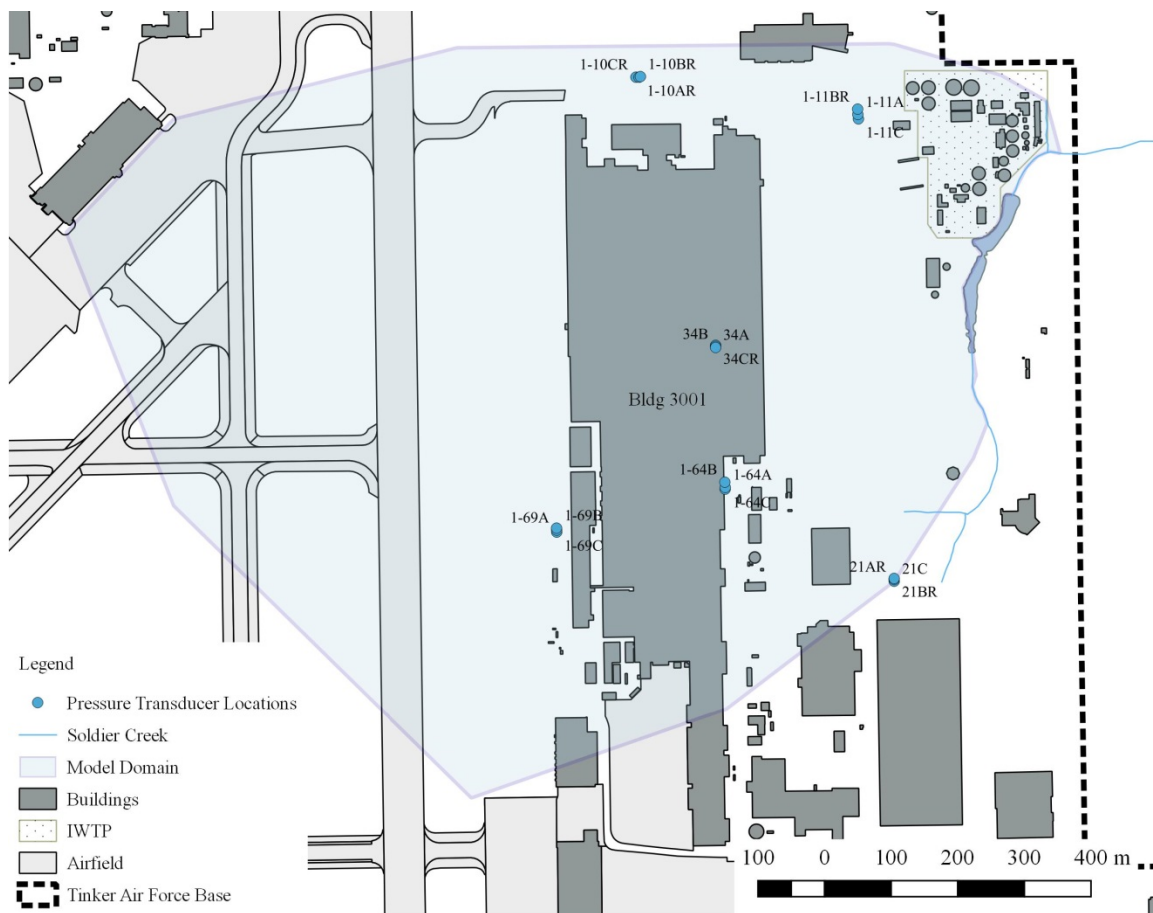 1-10CR 1-10BR
1-10AR
1-11BR 1-11A
1-11C
34B 34A
34CR
Bldg 3001
1-64B 1-64A
1-64C
1-69A 1-69B
1-69C
21AR 21C
21BR
Legend
Pressure Transducer Locations
Soldier Creek
Model Domain
Buildings
IWTP
Airfield
Tinker Air Force Base
100 0 100 200 300 400 m